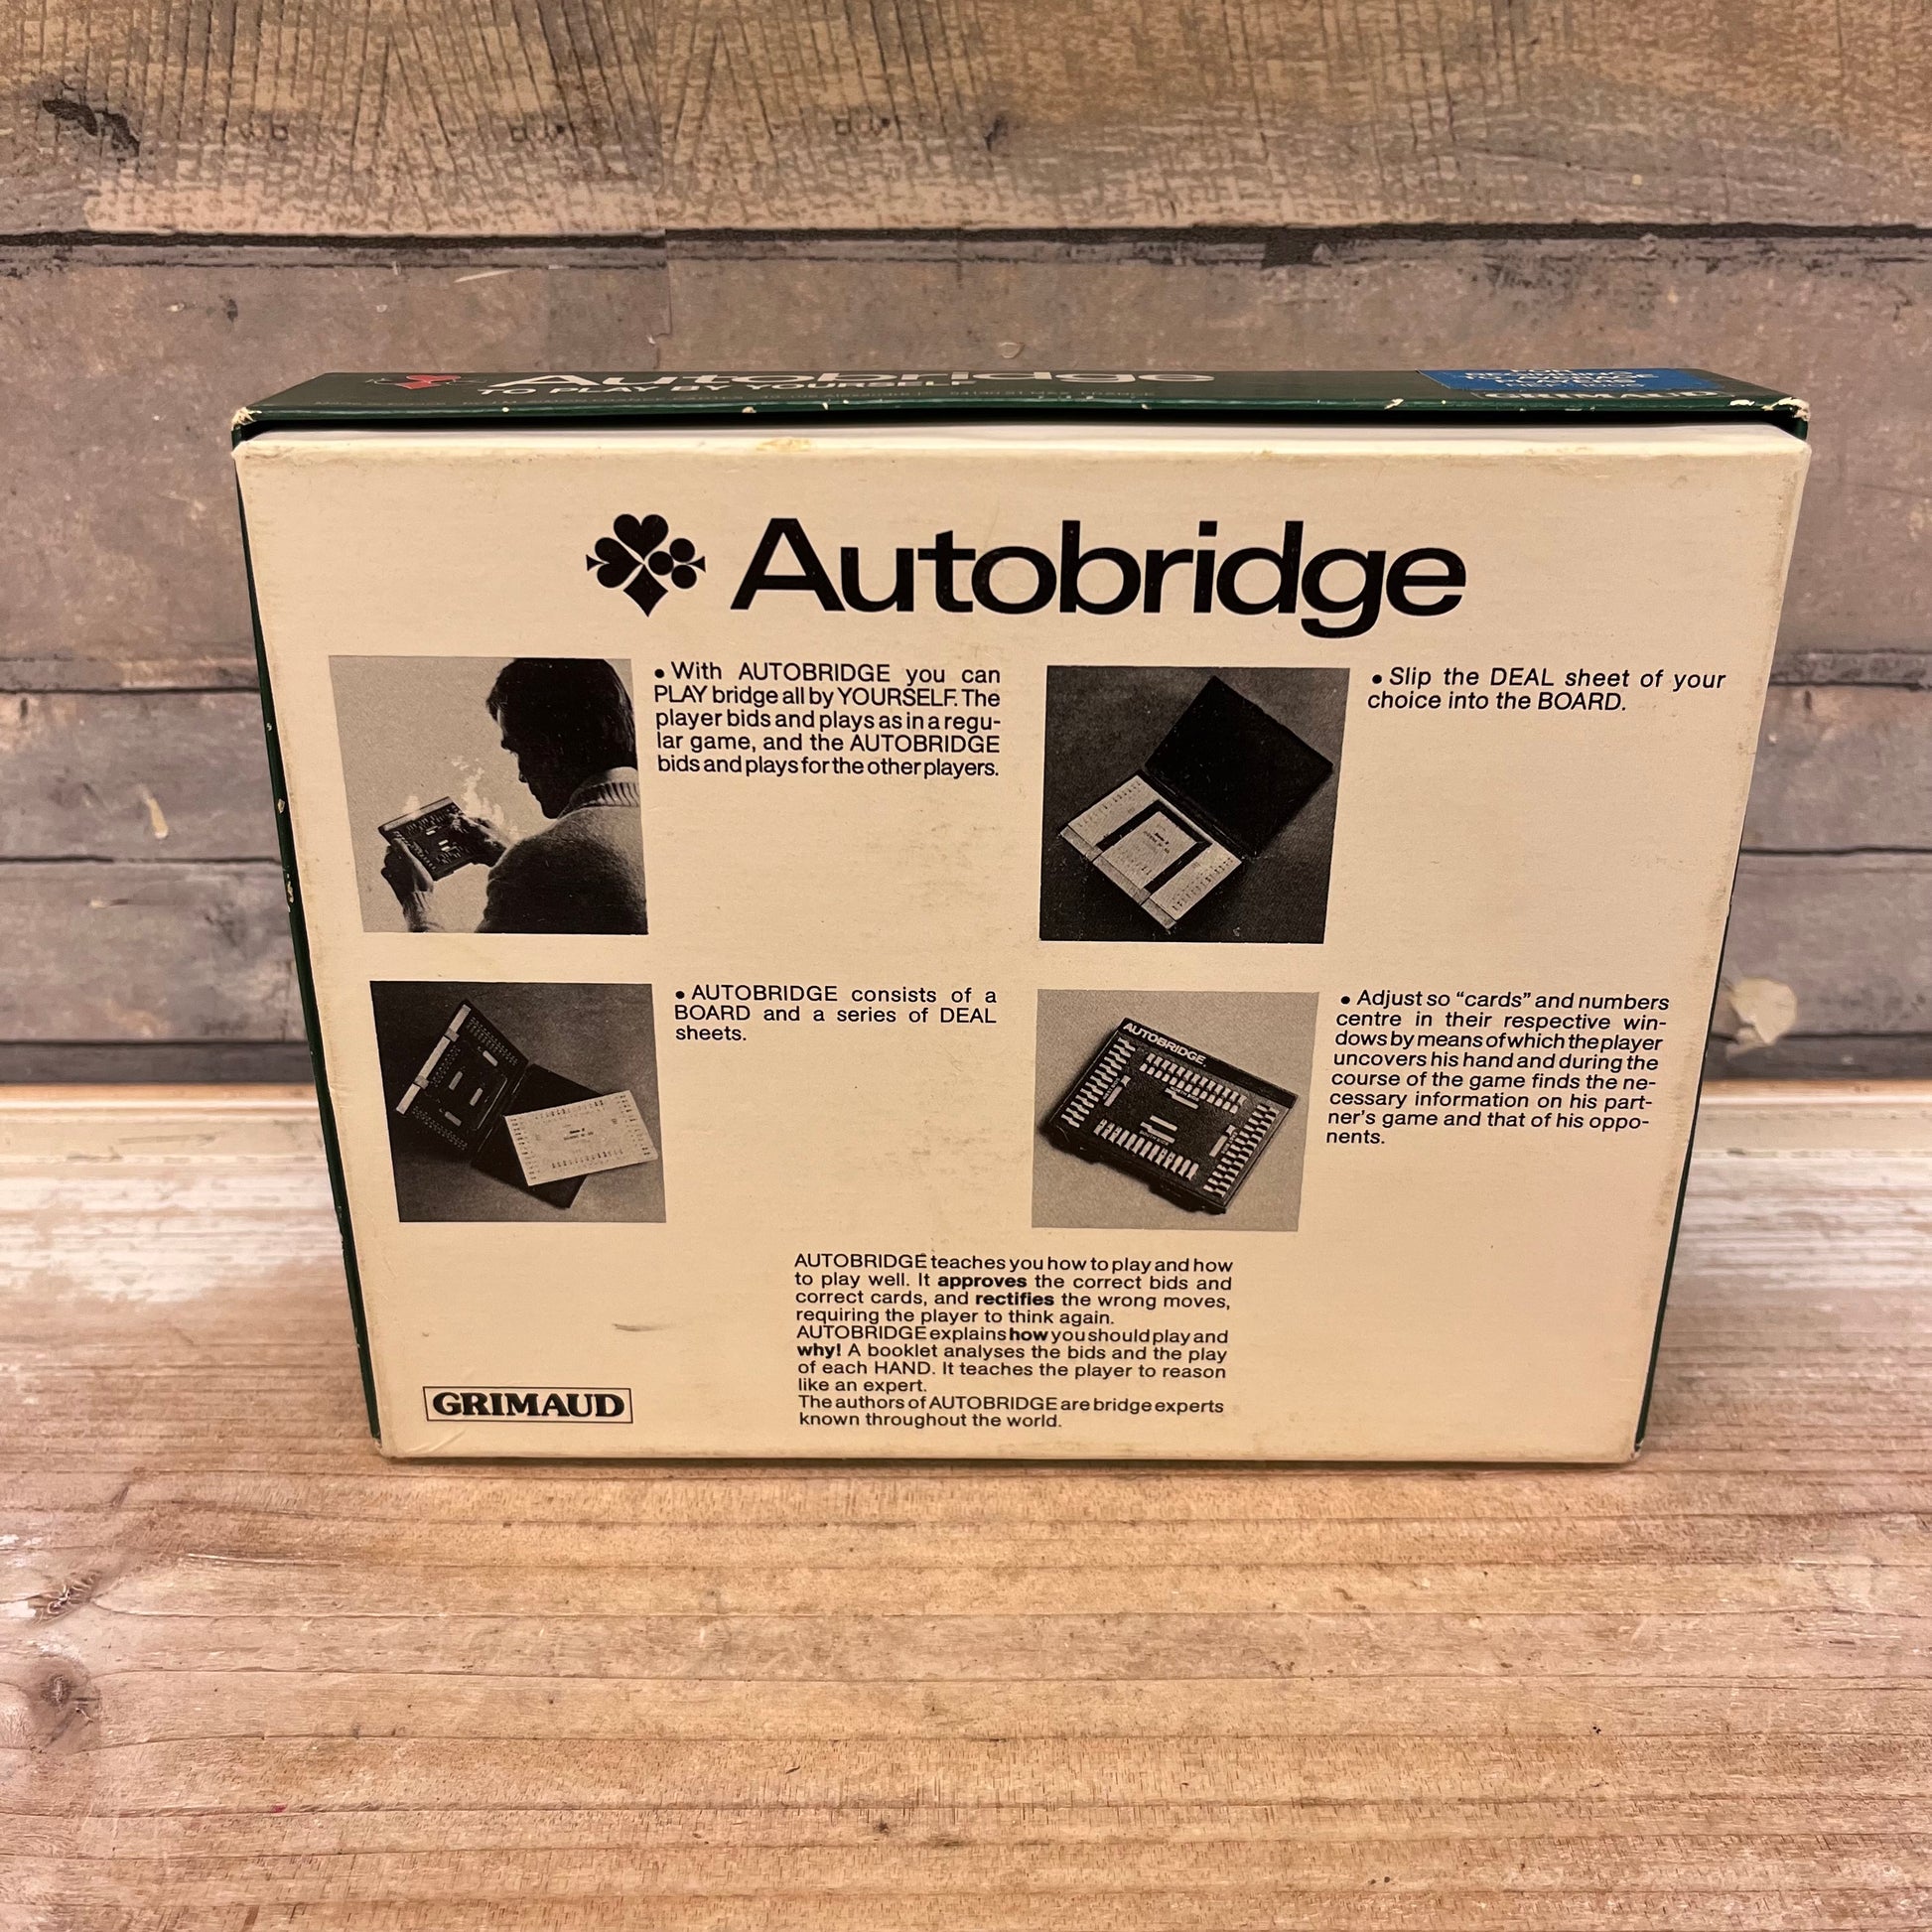 Autobridge
TO PLAY BY YOURSELF
PLAYERS
GRIMAUD
Autobridge
• With AUTOBRIDGE you can
PLAY bridge all by YOURSELF. The
player bids and plays as in a regu-
lar game, and the AUTOBRIDGE
bids and plays for the other players.
• Slip the DEAL sheet of your
choice into the BOARD.
• AUTOBRIDGE consists of a
BOARD and a series of DEAL
sheets.
AUTOBRIDGE
• Adjust so “cards” and numbers
centre in their respective win-
dows by means of which the player
uncovers his hand and during the
course of the game finds the ne-
cessary information on his part-
ner's game and that of his oppo-
nents.
AUTOBRIDGE teaches you how to play and how
to play well. It approves the correct bids and
correct cards, and rectifies the wrong moves,
requiring the player to think again.
AUTOBRIDGE explains how you should play and
why! A booklet analyses the bids and the play
of each HAND. It teaches the player to reason
like an expert.
The authors of AUTOBRIDGE are bridge experts
known throughout the world.
GRIMAUD